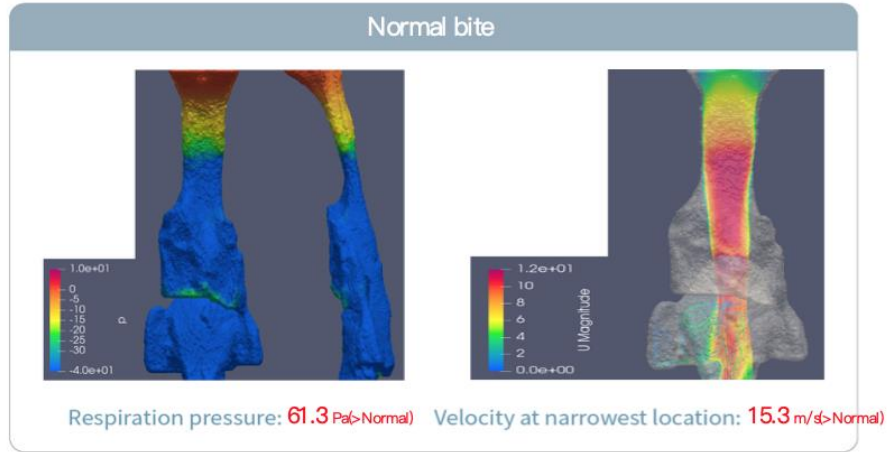 Normal bite
1.0e+01
0
-5
-10
-15
-20
-25
-30
-4.0e+01
p
1.2e+01
10
8
6
4
2
0.0e+00
U Magnitude
Respiration pressure: 61.3 Pa(>Normal)
Velocity at narrowest location: 15.3 m/s(>Normal)